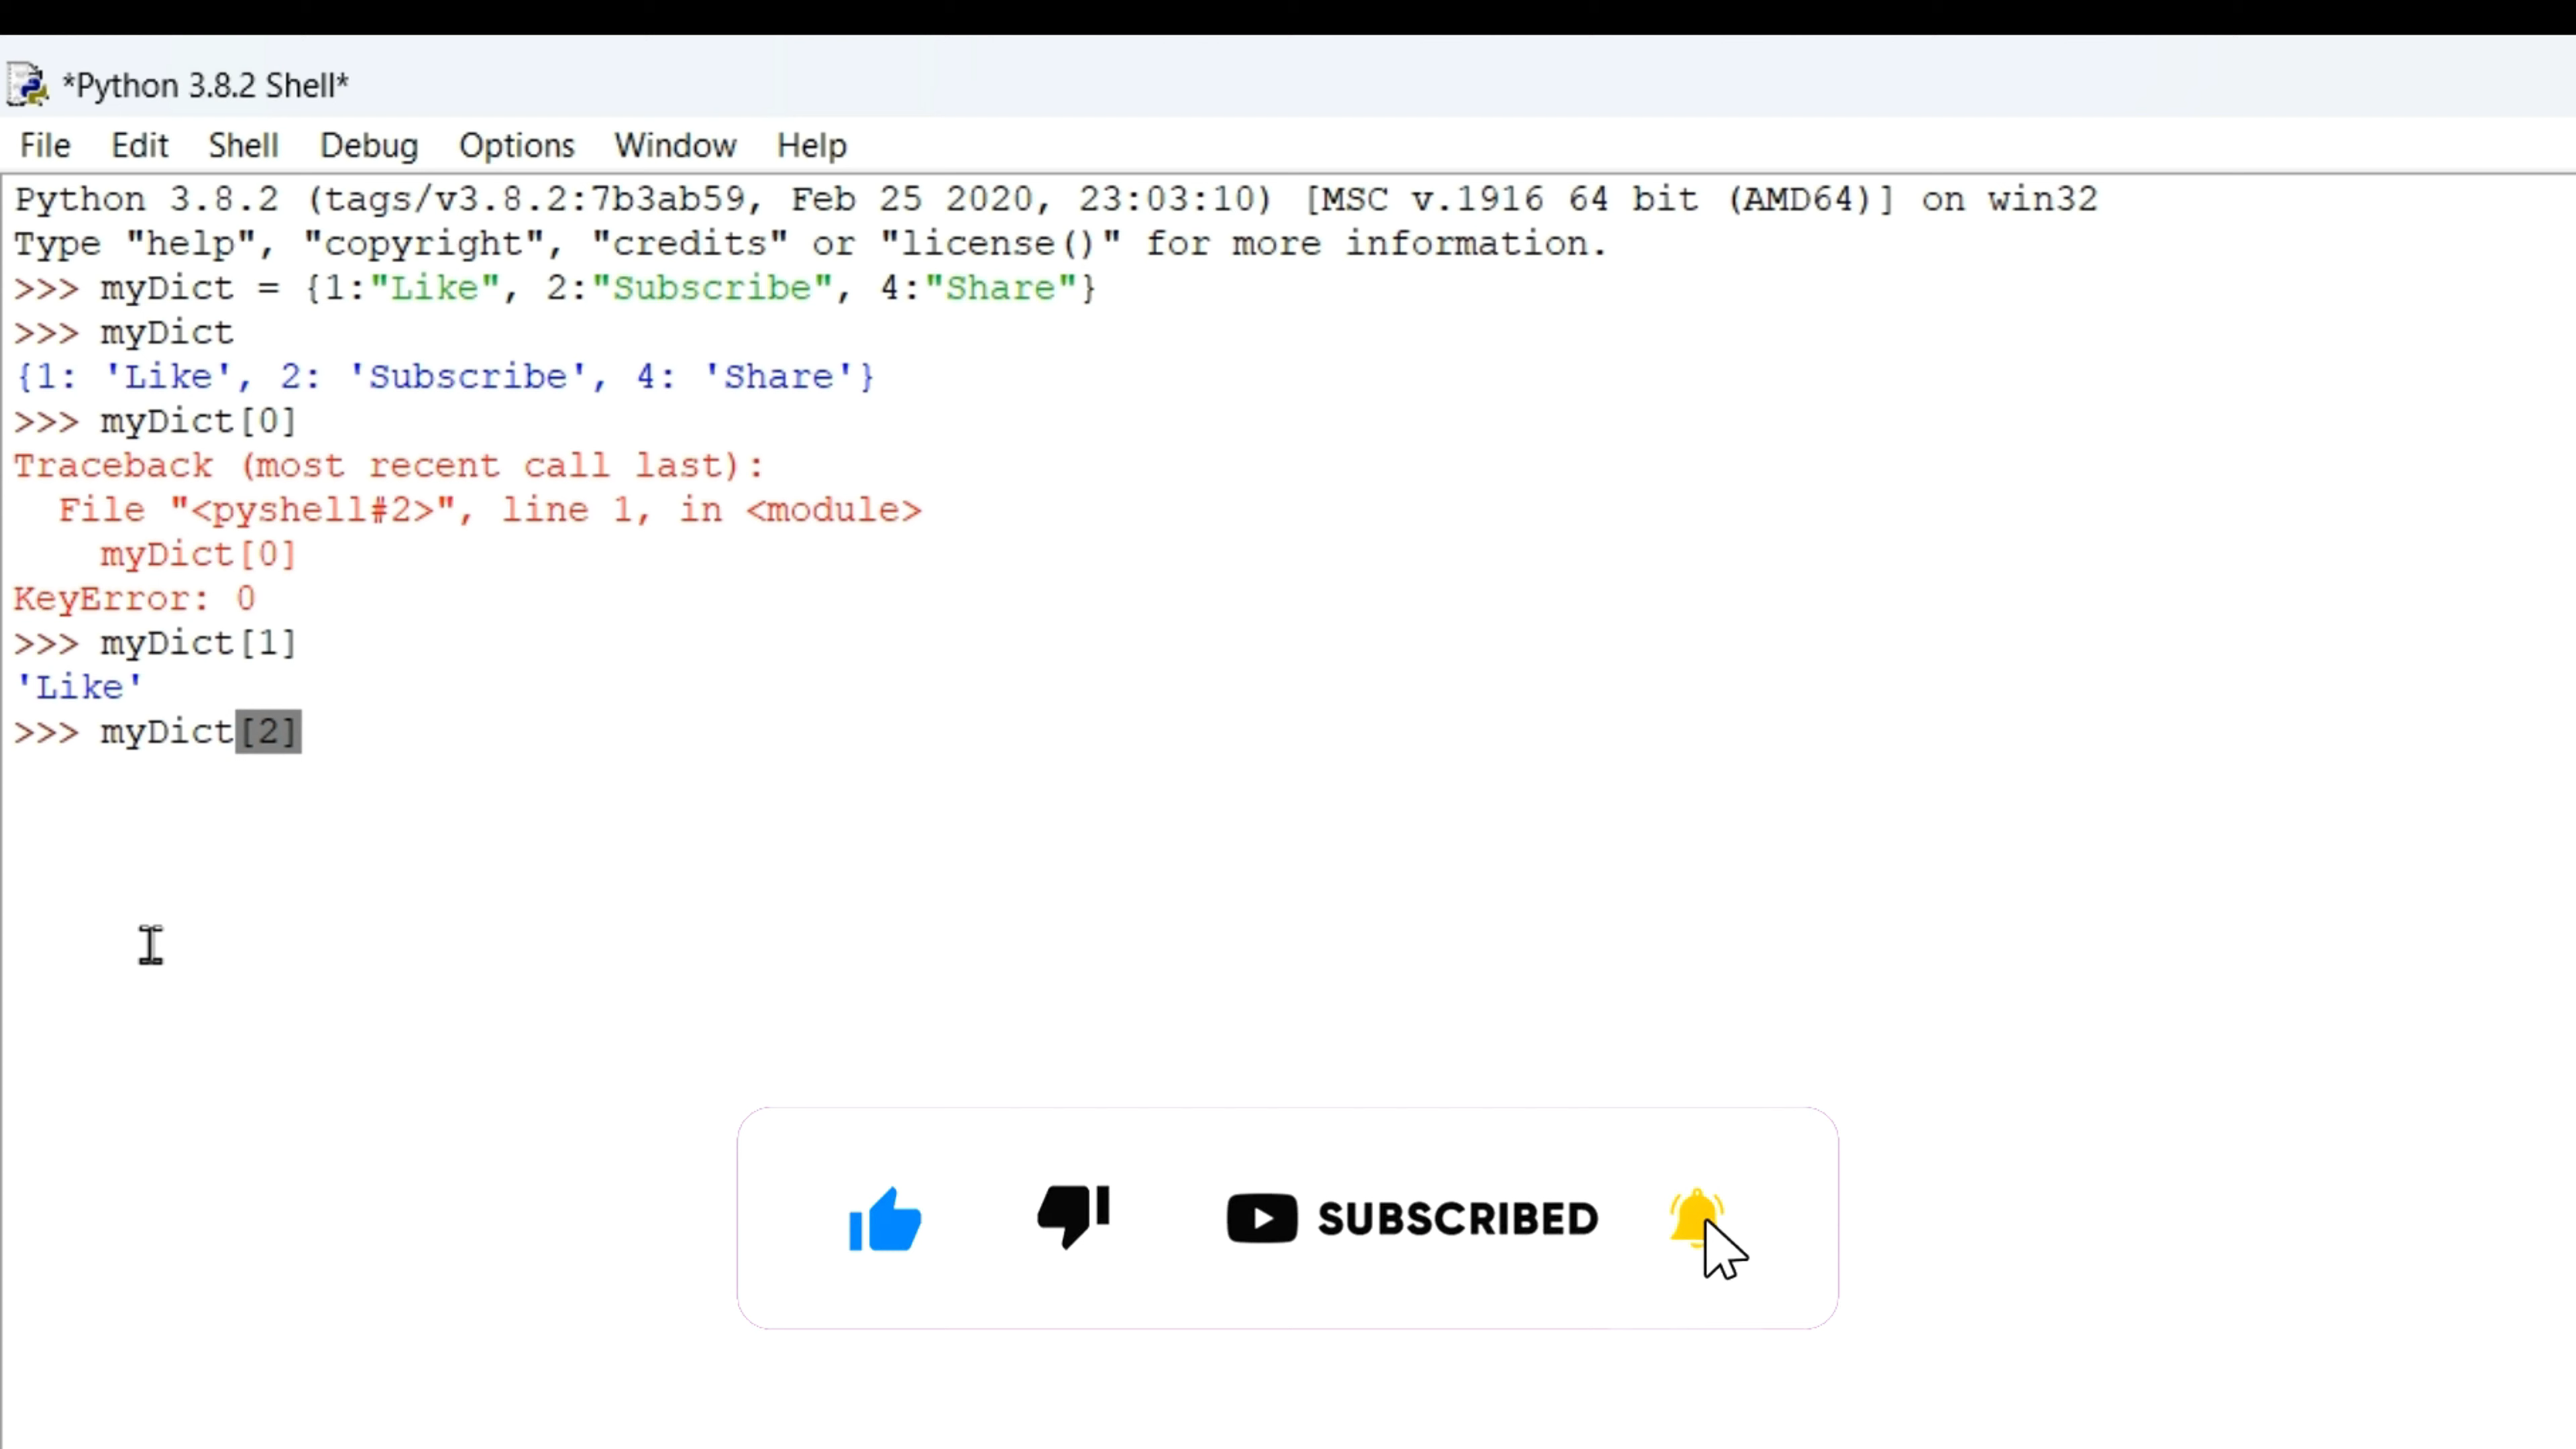 *Python 3.8.2 Shell*
File Edit Shell Debug Options Window Help
Python 3.8.2 (tags/v3.8.2:7b3ab59, Feb 25 2020, 23:03:10) [MSC v.1916 64 bit (AMD64)] on win32
Type "help", "copyright", "credits" or "license()" for more information.
>>> myDict = {1:"Like", 2:"Subscribe", 4:"Share"}
>>> myDict
{1: 'Like', 2: 'Subscribe', 4: 'Share'}
>>> myDict[0]
Traceback (most recent call last):
  File "<pyshell#2>", line 1, in <module>
    myDict[0]
KeyError: 0
>>> myDict[1]
'Like'
>>> myDict[2]
SUBSCRIBED